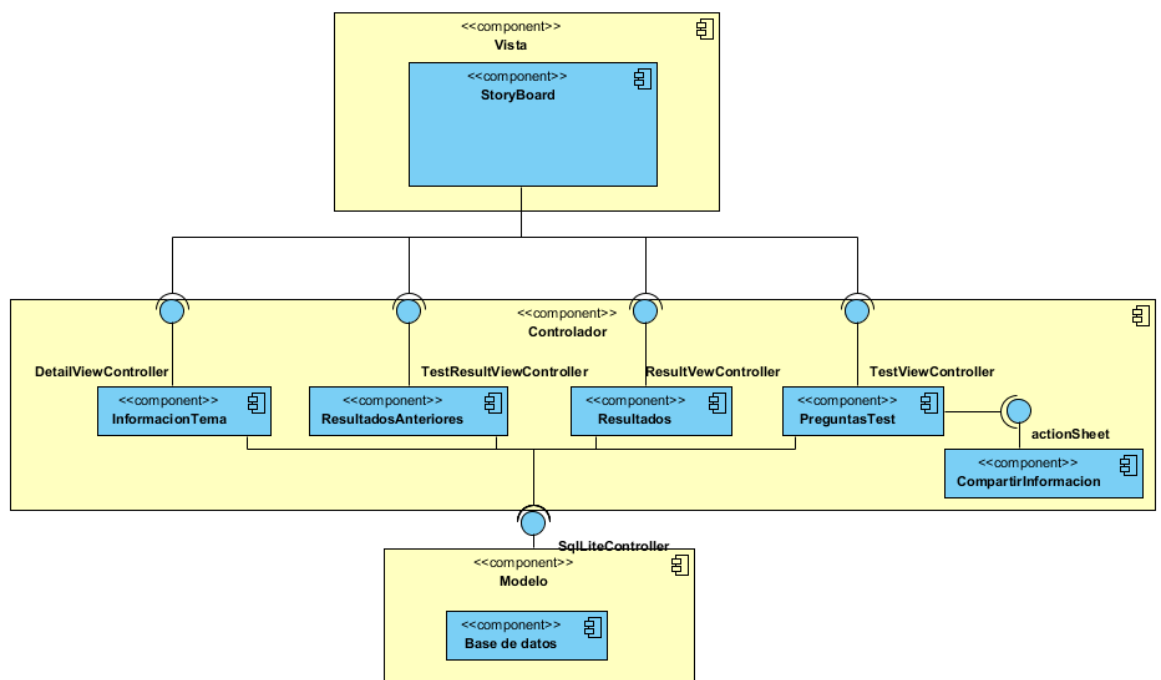 <<component>>
Vista
<<component>>
StoryBoard
<<component>>
Controlador
DetailViewController
TestResultViewController
ResultVewController
TestViewController
<<component>>
InformacionTema
<<component>>
ResultadosAnteriores
<<component>>
Resultados
<<component>>
PreguntasTest
actionSheet
<<component>>
CompartirInformacion
SqlLiteController
<<component>>
Modelo
<<component>>
Base de datos